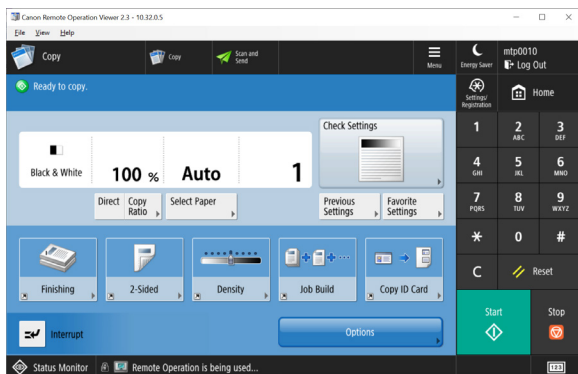 Canon Remote Operation Viewer 2.3 - 10.32.0.5
File View Help
Copy
Copy
Scan and
Send
Menu
Energy Saver
mtp0010
Log Out
Ready to copy.
Settings/
Registration
Home
Check Settings
Black & White
100 %
Auto
1
Direct
Copy
Ratio
Select Paper
Previous
Settings
Favorite
Settings
1
2
ABC
3
DEF
4
GHI
5
JKL
6
MNO
7
PQRS
8
TUV
9
WXYZ
* 0 #
C
Reset
Finishing
2-Sided
Density
Job Build
Copy ID Card
Start
Stop
Interrupt
Options
Status Monitor
Remote Operation is being used...
123